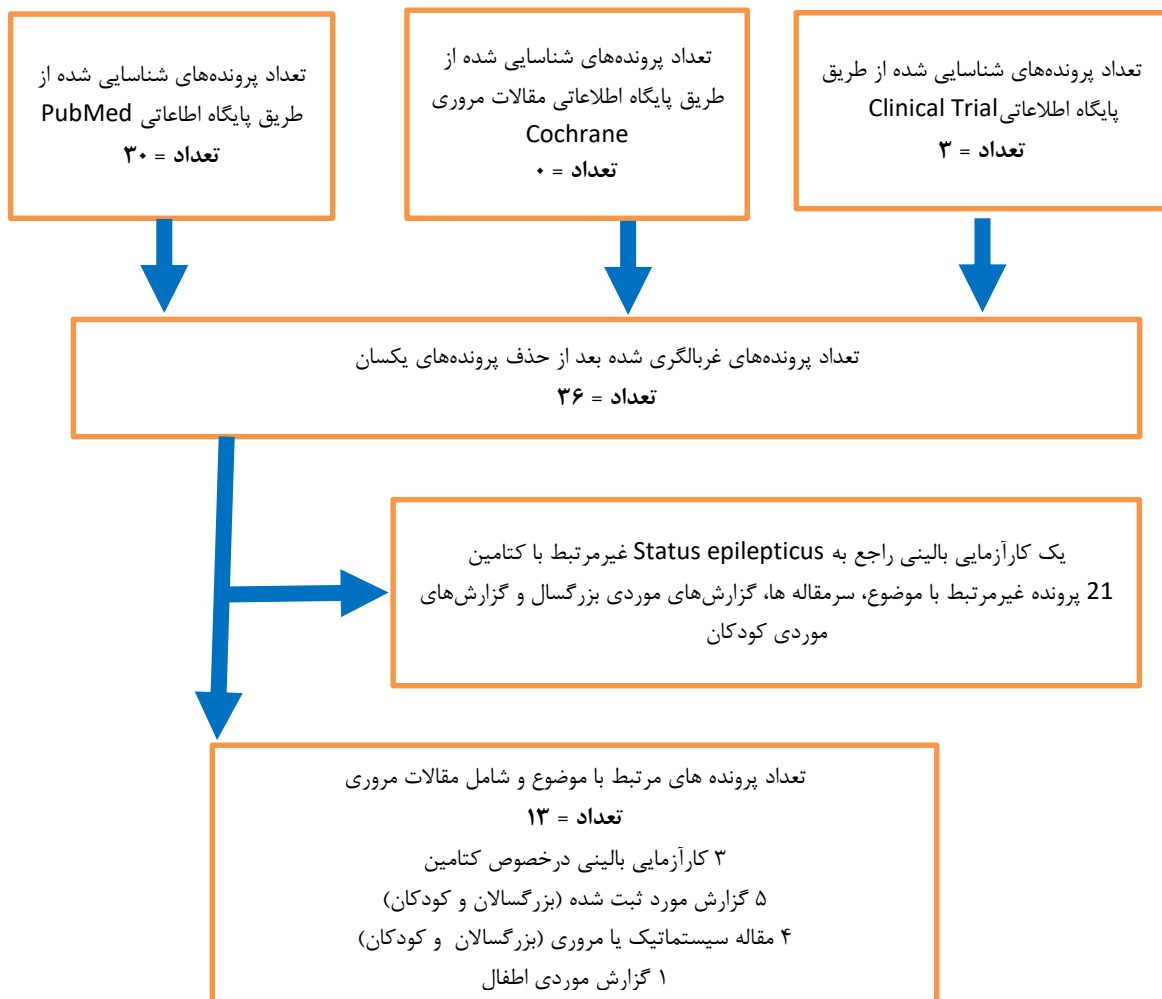 تعداد پرونده‌های شناسایی شده از طریق
پایگاه اطلاعاتیClinical Trial
تعداد = ۳
تعداد پرونده‌های شناسایی شده از
طریق پایگاه اطلاعاتی مقالات مروری
Cochrane
تعداد = ۰
تعداد پرونده‌های شناسایی شده از
طریق پایگاه اطاعاتی PubMed
تعداد = ۳۰
تعداد پرونده‌های غربالگری شده بعد از حذف پرونده‌های یکسان
تعداد = ۳۶
یک کارآزمایی بالینی راجع به Status epilepticus غیرمرتبط با کتامین
21 پرونده غیرمرتبط با موضوع، سرمقاله ها، گزارش‌های موردی بزرگسال و گزارش‌های
موردی کودکان
تعداد پرونده های مرتبط با موضوع و شامل مقالات مروری
تعداد = ۱۳
۳ کارآزمایی بالینی درخصوص کتامین
۵ گزارش مورد ثبت شده (بزرگسالان و کودکان)
۴ مقاله سیستماتیک یا مروری (بزرگسالان و کودکان)
۱ گزارش موردی اطفال